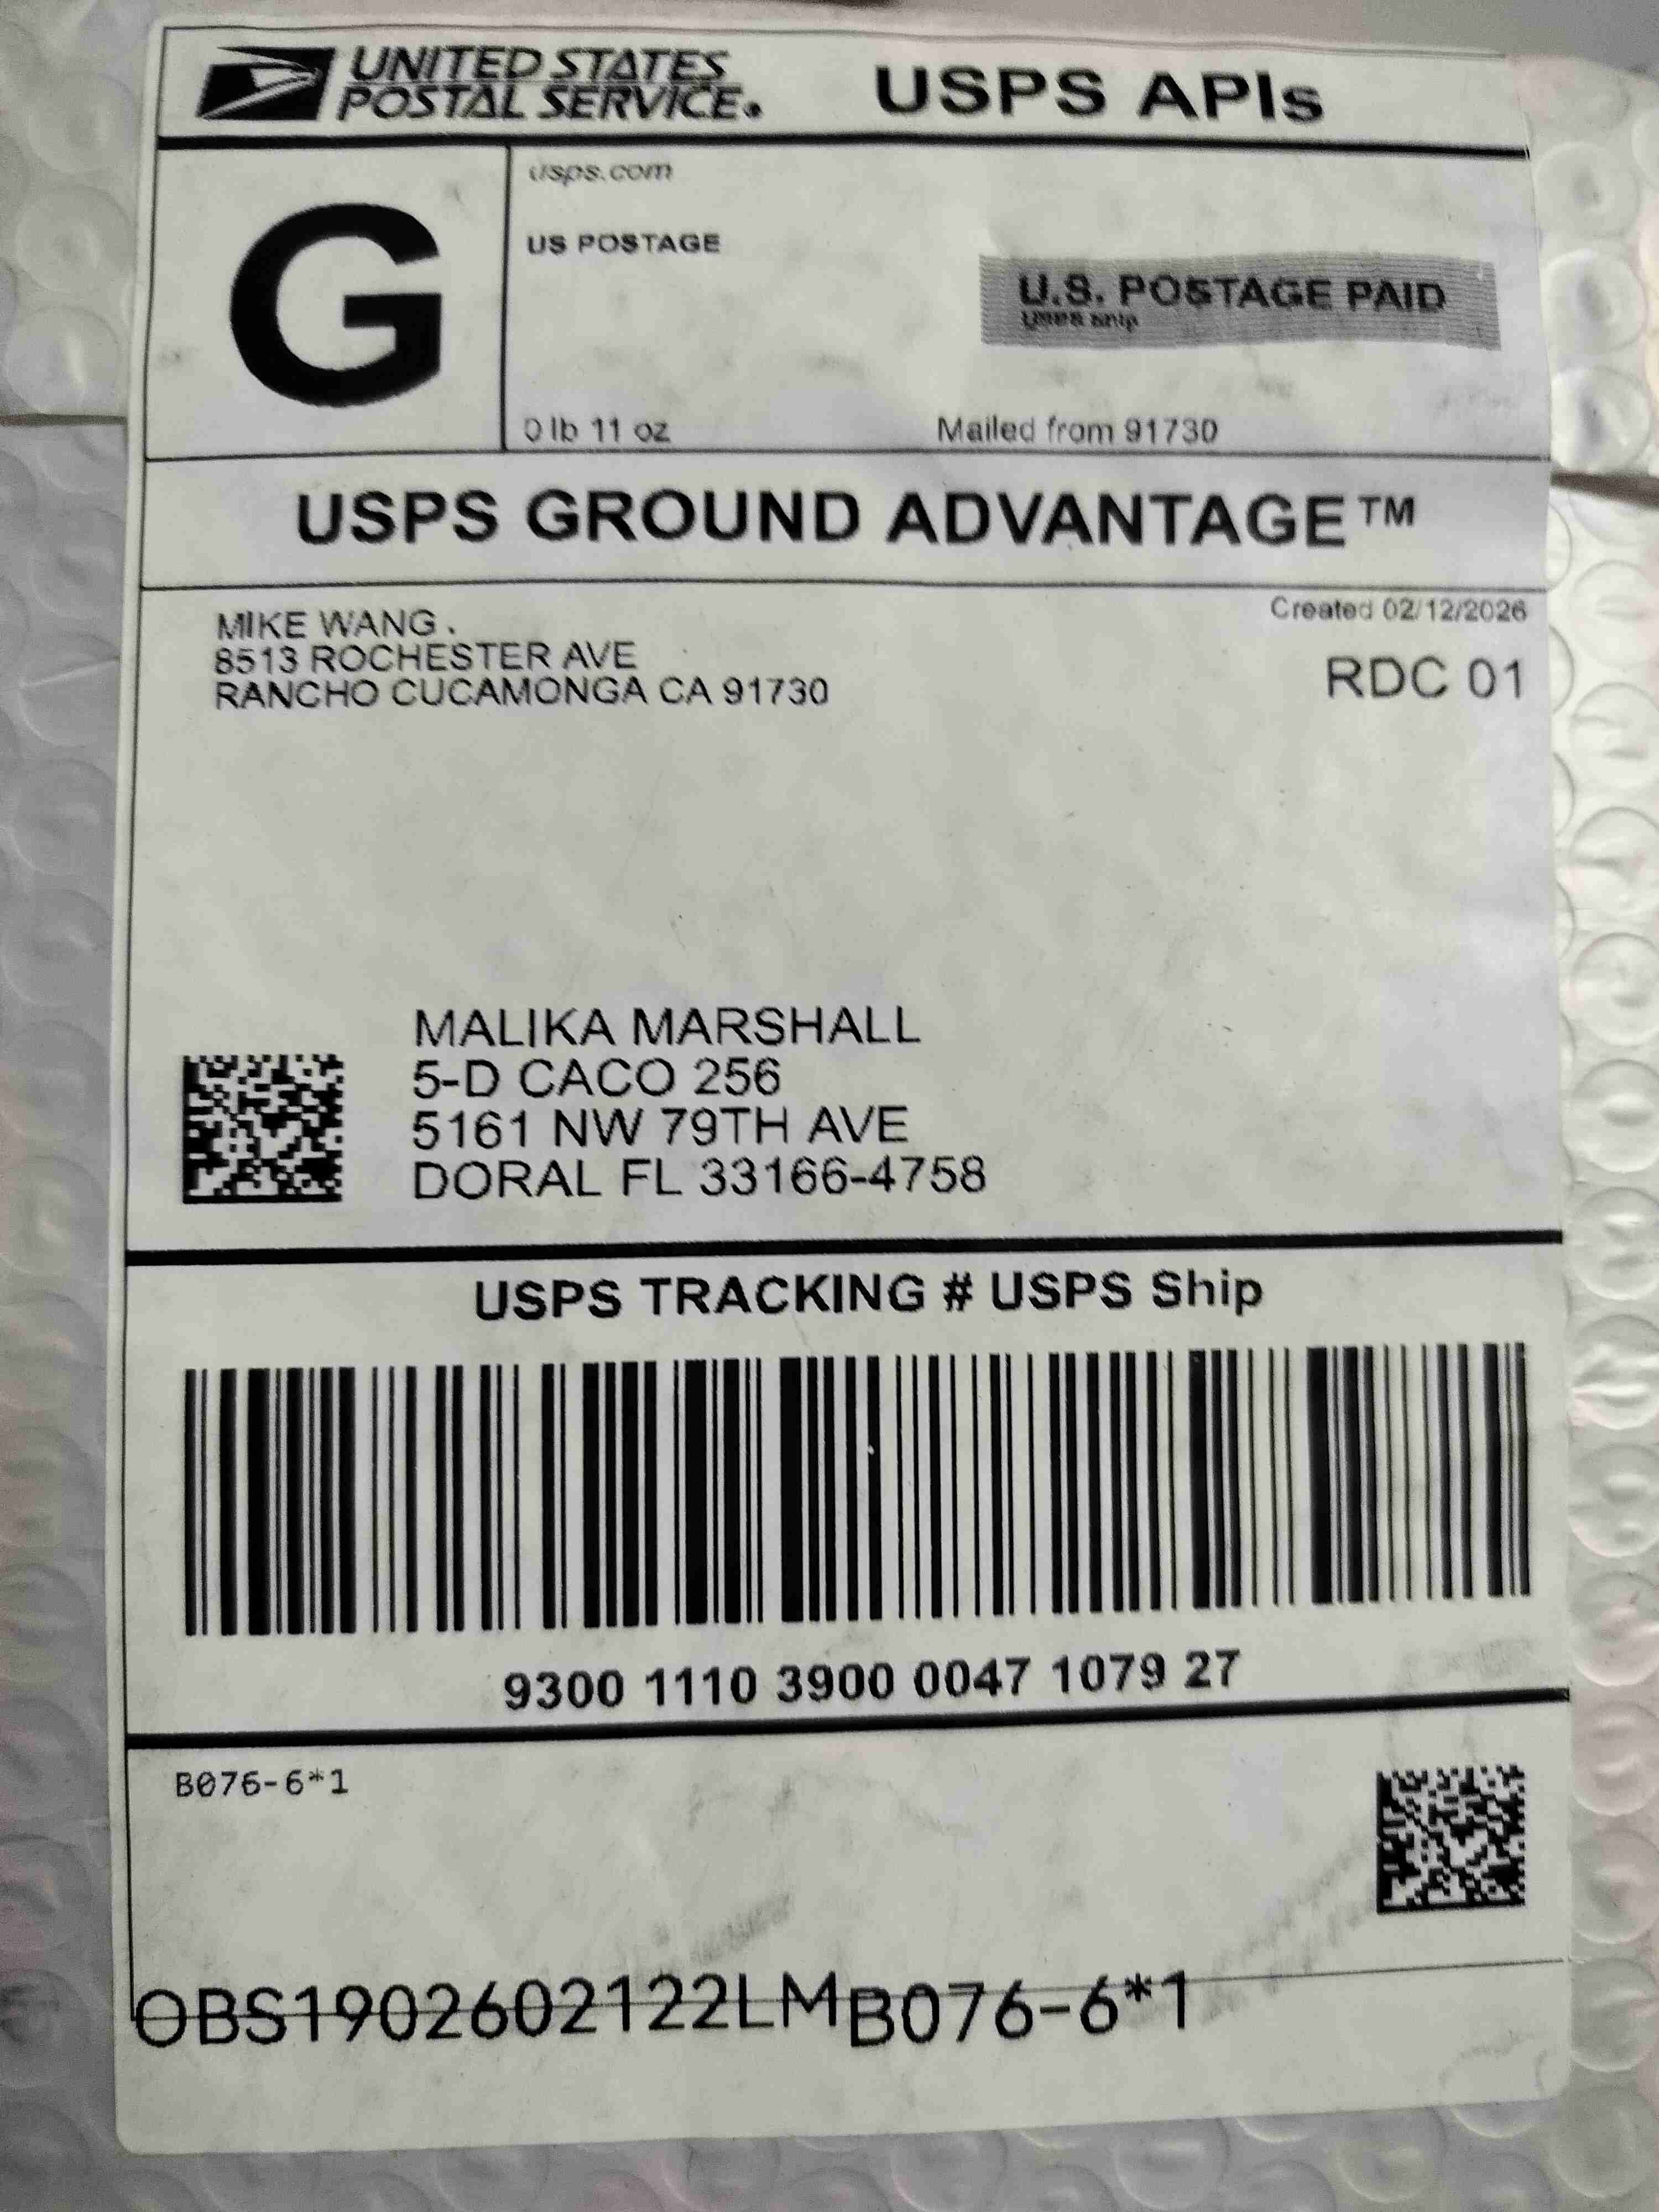 UNITED STATES
POSTAL SERVICE.
USPS APIs
G
usps.com
US POSTAGE
U.S. POSTAGE PAID
USPS Ship
0 lb 11 oz
Mailed from 91730
USPS GROUND ADVANTAGE™
MIKE WANG .
8513 ROCHESTER AVE
RANCHO CUCAMONGA CA 91730
Created 02/12/2026
RDC 01
MALIKA MARSHALL
5-D CACO 256
5161 NW 79TH AVE
DORAL FL 33166-4758
USPS TRACKING # USPS Ship
9300 1110 3900 0047 1079 27
B076-6*1
OBS1902602122LMB076-6*1